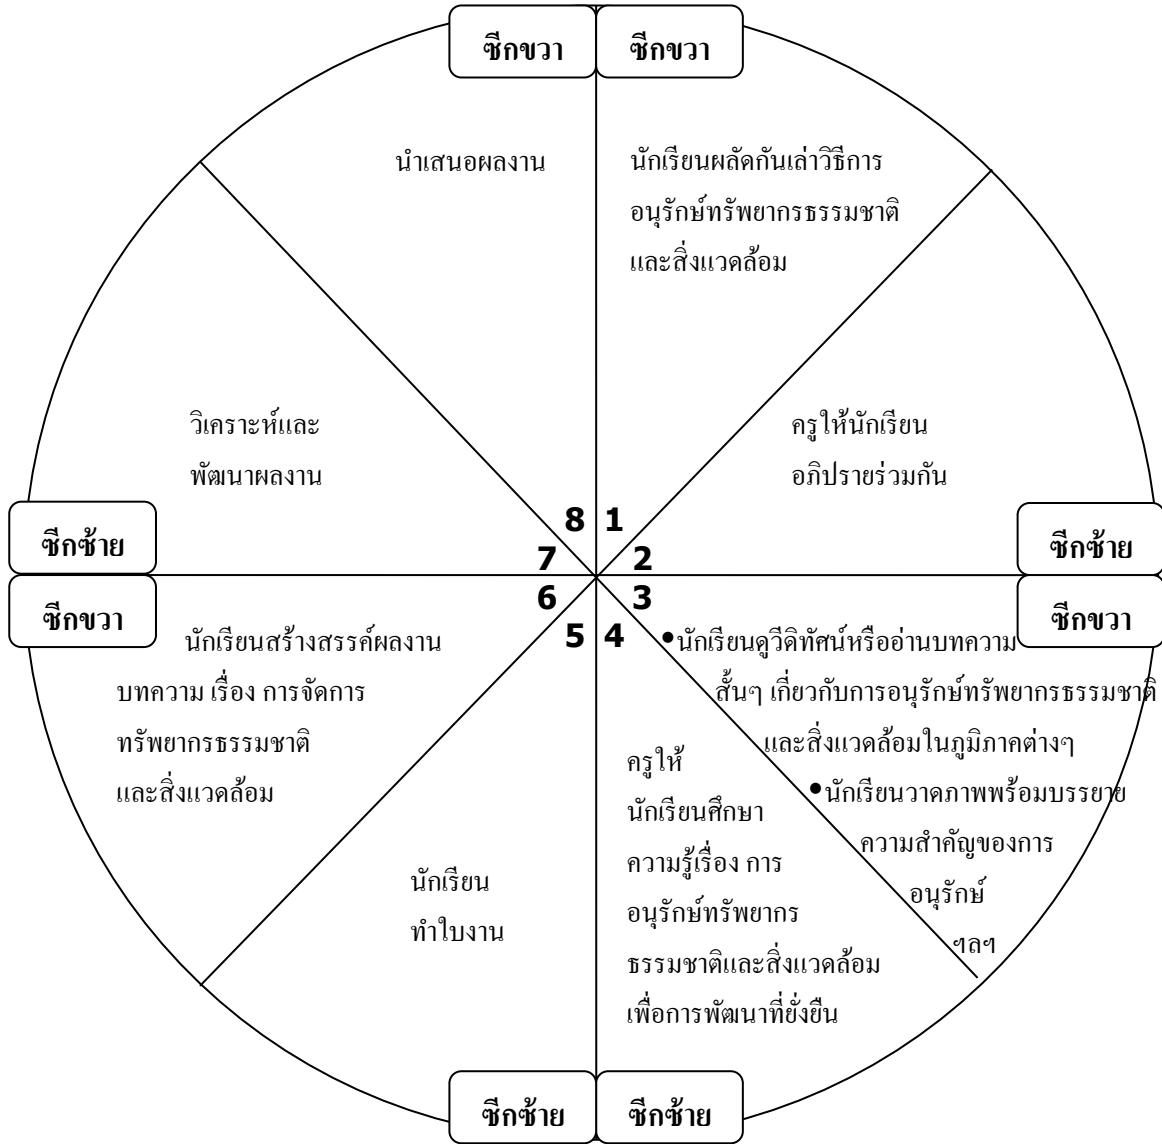 ซีกขวา
ซีกขวา
นำเสนอผลงาน
นักเรียนผลัดกันเล่าวิธีการ
อนุรักษ์ทรัพยากรธรรมชาติ
และสิ่งแวดล้อม
วิเคราะห์และ
พัฒนาผลงาน
ครูให้นักเรียน
อภิปรายร่วมกัน
8 1
7 2
6 3
5 4
ซีกซ้าย
ซีกซ้าย
ซีกขวา
ซีกขวา
นักเรียนสร้างสรรค์ผลงาน
บทความ เรื่อง การจัดการ
ทรัพยากรธรรมชาติ
และสิ่งแวดล้อม
•นักเรียนดูวีดิทัศน์หรืออ่านบทความ
สั้นๆ เกี่ยวกับการอนุรักษ์ทรัพยากรธรรมชาติ
และสิ่งแวดล้อมในภูมิภาคต่างๆ
•นักเรียนวาดภาพพร้อมบรรยาย
ความสำคัญของการ
อนุรักษ์
ฯลฯ
ครูให้
นักเรียนศึกษา
ความรู้เรื่อง การ
อนุรักษ์ทรัพยากร
ธรรมชาติและสิ่งแวดล้อม
เพื่อการพัฒนาที่ยั่งยืน
นักเรียน
ทำใบงาน
ซีกซ้าย
ซีกซ้าย